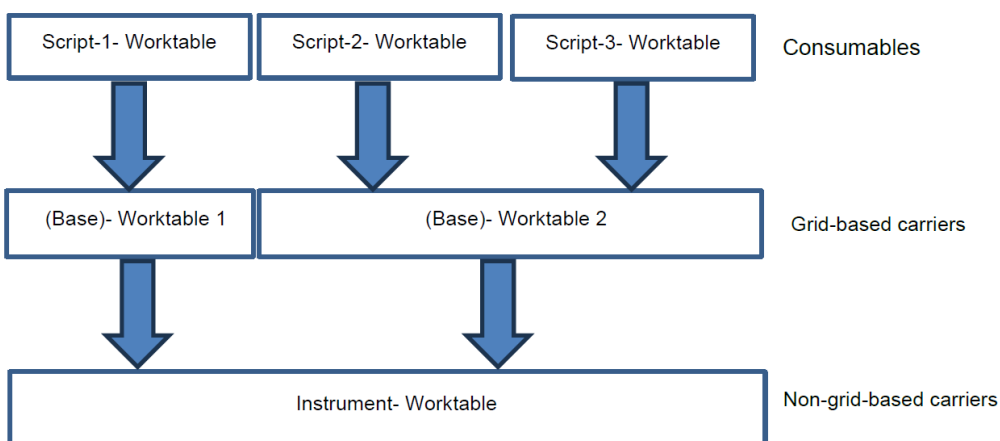 Script-1- Worktable
Script-2- Worktable
Script-3- Worktable
Consumables
(Base)- Worktable 1
(Base)- Worktable 2
Grid-based carriers
Instrument- Worktable
Non-grid-based carriers